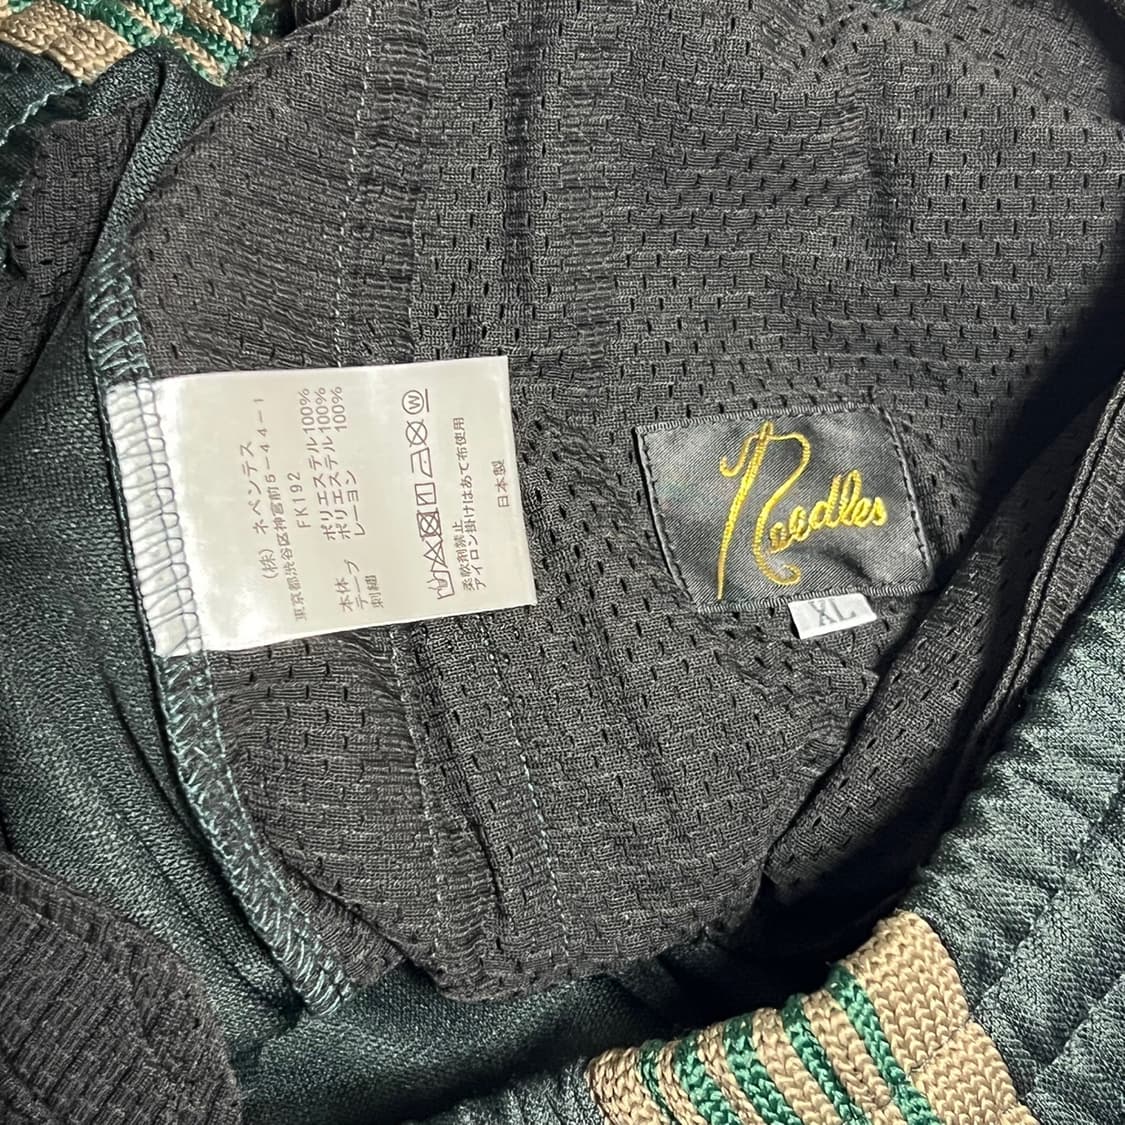 (株) ネペンテス
東京都渋谷区神宮前5-44-1
FK192
本体 ポリエステル100%
テープ ポリエステル100%
刺繍 レーヨン 100%
W
柔軟剤禁止
アイロン掛けはあて布使用
日本製
Needles
XL